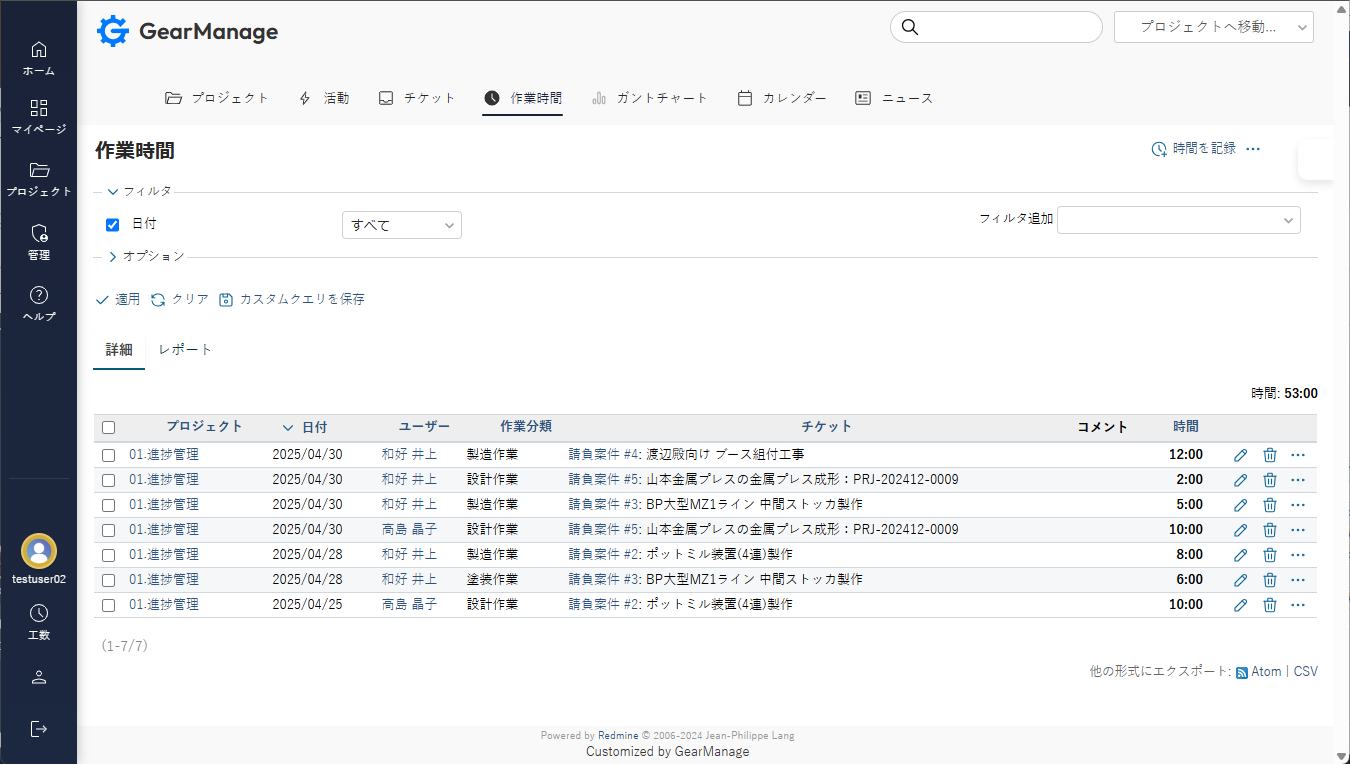 GearManage
プロジェクトへ移動...
ホーム
マイページ
プロジェクト
管理
ヘルプ
testuser02
工数
プロジェクト 活動 チケット 作業時間 ガントチャート カレンダー ニュース
作業時間
時間を記録 ...
フィルタ
日付 すべて フィルタ追加
オプション
適用 クリア カスタムクエリを保存
詳細 レポート
時間: 53:00
プロジェクト 日付 ユーザー 作業分類 チケット コメント 時間
01.進捗管理 2025/04/30 和好 井上 製造作業 請負案件 #4: 渡辺殿向け ブース組付工事 12:00 ...
01.進捗管理 2025/04/30 和好 井上 設計作業 請負案件 #5: 山本金属プレスの金属プレス成形：PRJ-202412-0009 2:00 ...
01.進捗管理 2025/04/30 和好 井上 製造作業 請負案件 #3: BP大型MZ1ライン 中間ストッカ製作 5:00 ...
01.進捗管理 2025/04/30 高島 晶子 設計作業 請負案件 #5: 山本金属プレスの金属プレス成形：PRJ-202412-0009 10:00 ...
01.進捗管理 2025/04/28 和好 井上 製造作業 請負案件 #2: ポットミル装置(4連)製作 8:00 ...
01.進捗管理 2025/04/28 和好 井上 塗装作業 請負案件 #3: BP大型MZ1ライン 中間ストッカ製作 6:00 ...
01.進捗管理 2025/04/25 高島 晶子 設計作業 請負案件 #2: ポットミル装置(4連)製作 10:00 ...
(1-7/7)
他の形式にエクスポート: Atom | CSV
Powered by Redmine © 2006-2024 Jean-Philippe Lang
Customized by GearManage